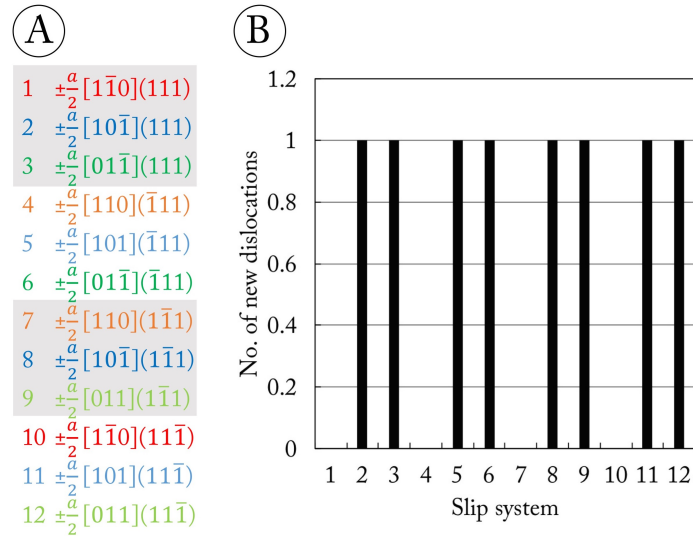 A
1 ±a/2[11̅0](111)
2 ±a/2[101̅](111)
3 ±a/2[011̅](111)
4 ±a/2[110](1̅11)
5 ±a/2[101](1̅11)
6 ±a/2[011̅](1̅11)
7 ±a/2[110](11̅1)
8 ±a/2[101̅](11̅1)
9 ±a/2[011](11̅1)
10 ±a/2[11̅0](111̅)
11 ±a/2[101](111̅)
12 ±a/2[011](111̅)
B
No. of new dislocations
1.2
1
0.8
0.6
0.4
0.2
0
1 2 3 4 5 6 7 8 9 10 11 12
Slip system